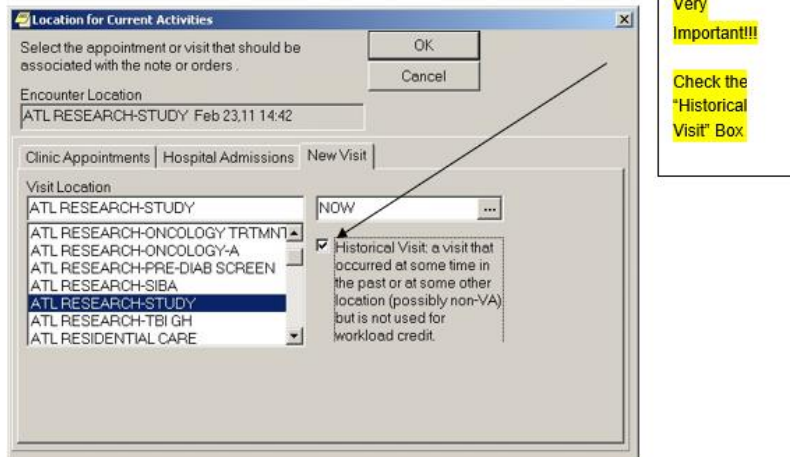 Location for Current Activities
Select the appointment or visit that should be
associated with the note or orders .
OK
Cancel
Encounter Location
ATL RESEARCH-STUDY Feb 23,11 14:42
Clinic Appointments
Hospital Admissions
New Visit
Visit Location
ATL RESEARCH-STUDY
NOW
...
ATL RESEARCH-ONCOLOGY TRTMNT
ATL RESEARCH-ONCOLOGY-A
ATL RESEARCH-PRE-DIAB SCREEN
ATL RESEARCH-SIBA
ATL RESEARCH-STUDY
ATL RESEARCH-TBI GH
ATL RESIDENTIAL CARE
Historical Visit: a visit that
occurred at some time in
the past or at some other
location (possibly non-VA)
but is not used for
workload credit.
Very
Important!!!
Check the
“Historical
Visit” Box